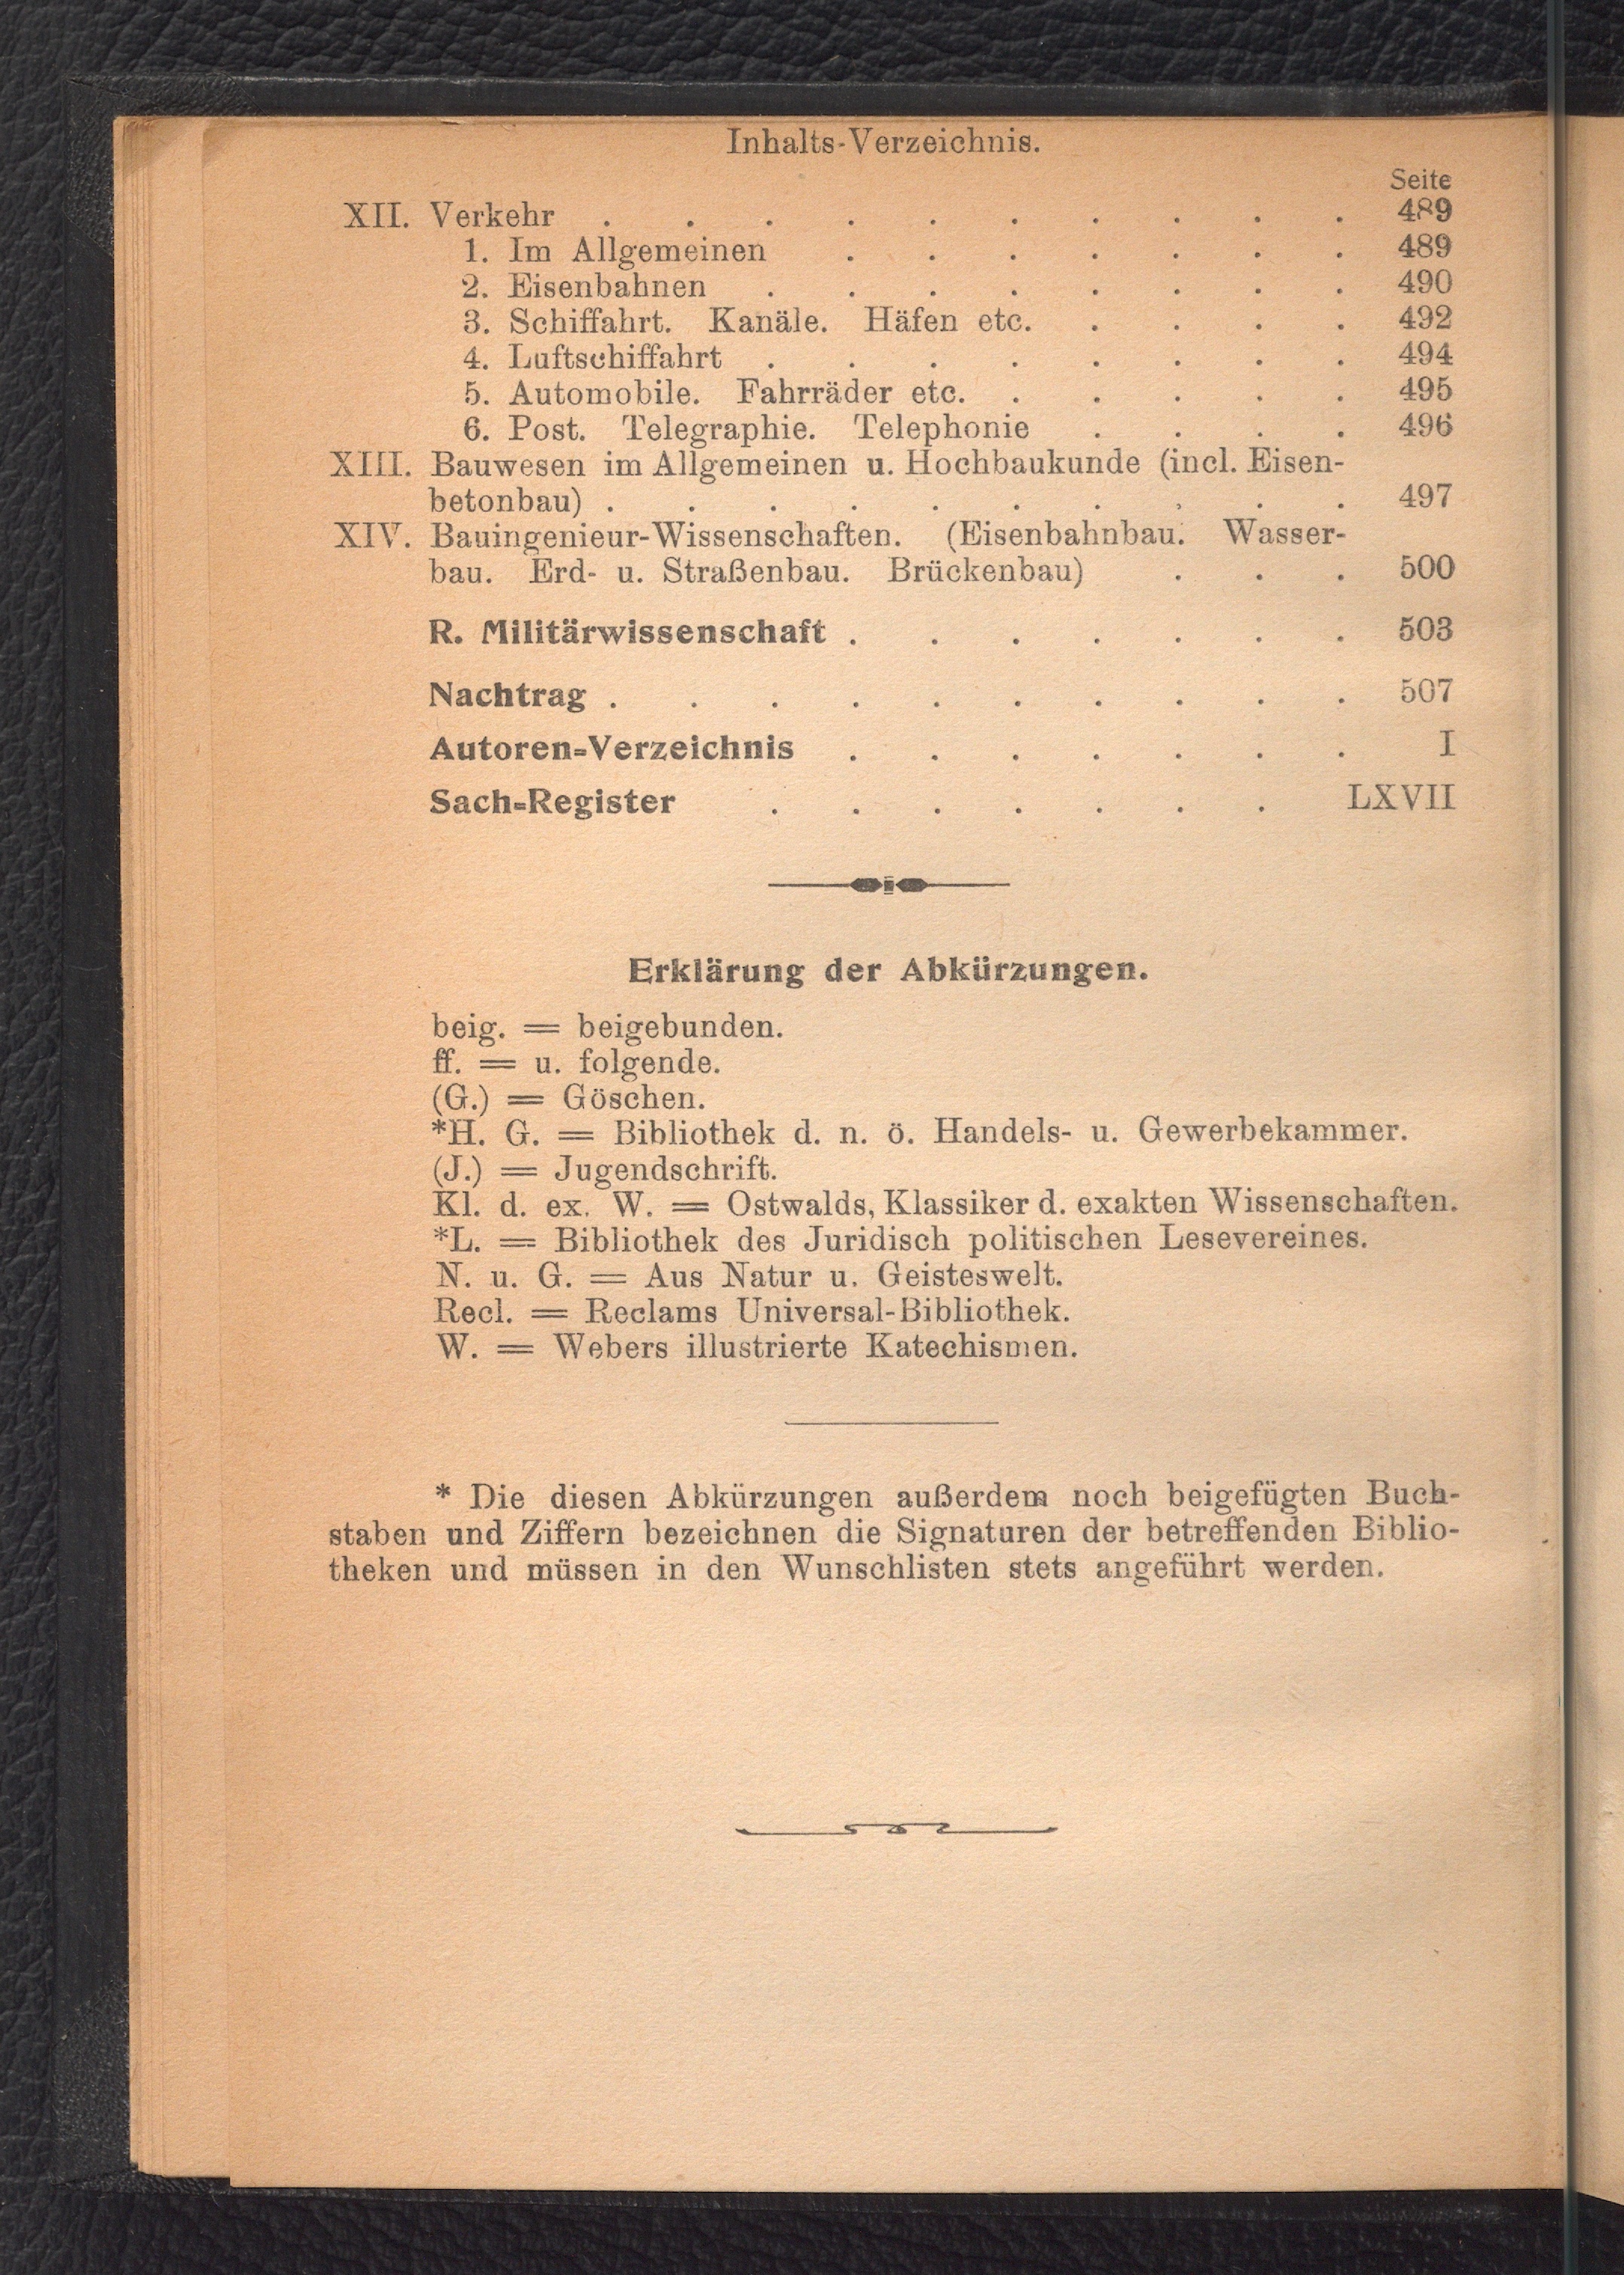 Inhalts-Verzeichnis.
Seite
XII. Verkehr . . . . . . . . . . 489
1. Im Allgemeinen . . . . . . . 489
2. Eisenbahnen . . . . . . . . 490
3. Schiffahrt. Kanäle. Häfen etc. . . . . 492
4. Luftschiffahrt . . . . . . . . 494
5. Automobile. Fahrräder etc. . . . . . 495
6. Post. Telegraphie. Telephonie . . . . 496
XIII. Bauwesen im Allgemeinen u. Hochbaukunde (incl. Eisen-
betonbau) . . . . . . . . . . 497
XIV. Bauingenieur-Wissenschaften. (Eisenbahnbau. Wasser-
bau. Erd- u. Straßenbau. Brückenbau) . . . 500
R. Militärwissenschaft . . . . . . . 503
Nachtrag . . . . . . . . . . 507
Autoren-Verzeichnis . . . . . . . I
Sach-Register . . . . . . . LXVII
Erklärung der Abkürzungen.
beig. = beigebunden.
ff. = u. folgende.
(G.) = Göschen.
*H. G. = Bibliothek d. n. ö. Handels- u. Gewerbekammer.
(J.) = Jugendschrift.
Kl. d. ex. W. = Ostwalds, Klassiker d. exakten Wissenschaften.
*L. = Bibliothek des Juridisch politischen Lesevereines.
N. u. G. = Aus Natur u. Geisteswelt.
Recl. = Reclams Universal-Bibliothek.
W. = Webers illustrierte Katechismen.
* Die diesen Abkürzungen außerdem noch beigefügten Buch-
staben und Ziffern bezeichnen die Signaturen der betreffenden Biblio-
theken und müssen in den Wunschlisten stets angeführt werden.